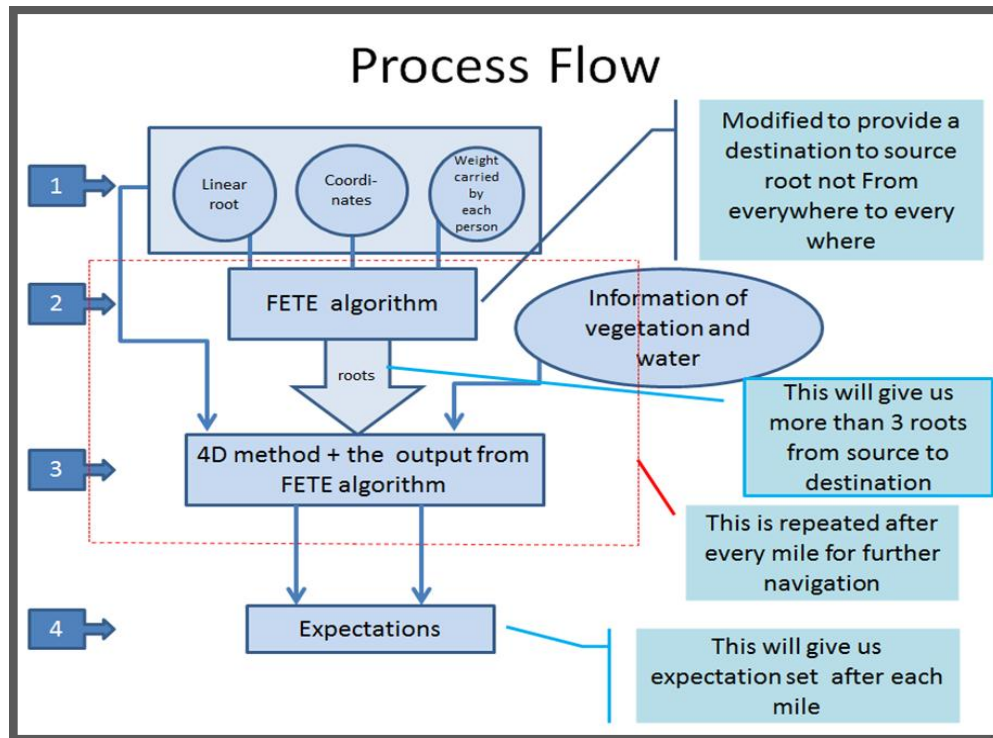 Process Flow
1
Linear
root
Coordi-
nates
Weight
carried
by
each
person
Modified to provide a
destination to source
root not From
everywhere to every
where
2
FETE algorithm
Information of
vegetation and
water
roots
This will give us
more than 3 roots
from source to
destination
3
4D method + the output from
FETE algorithm
This is repeated after
every mile for further
navigation
4
Expectations
This will give us
expectation set after each
mile